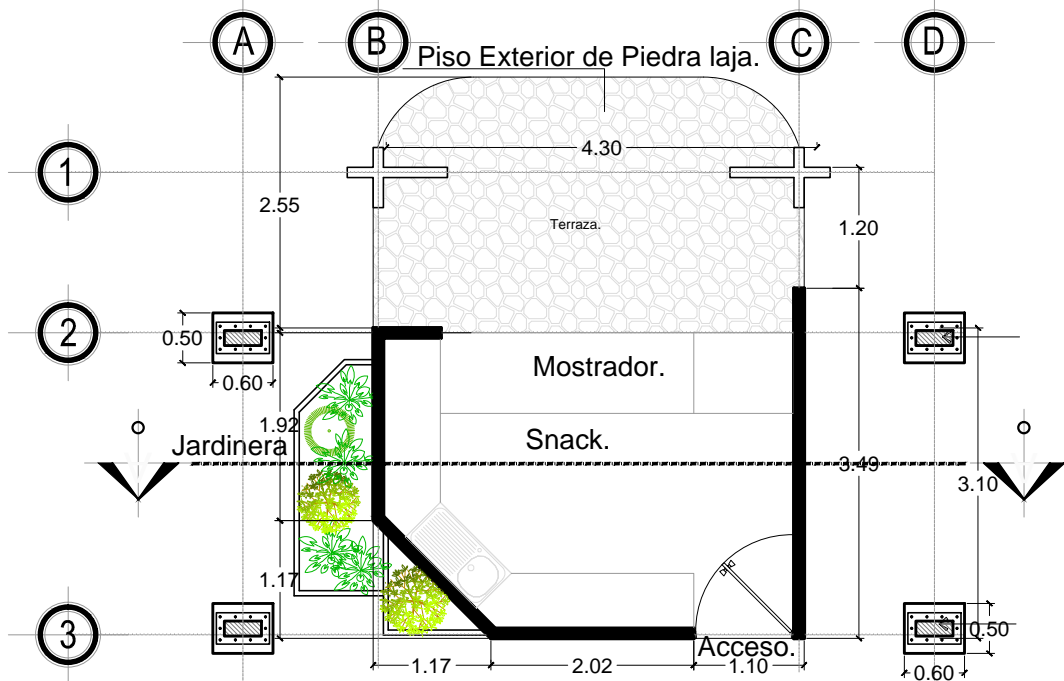 A
B
C
D
Piso Exterior de Piedra laja.
1
4.30
2.55
Terraza.
1.20
2
0.50
0.60
Mostrador.
1.92
Jardinera
Snack.
3.49
3.10
1.17
3
0.50
Acceso.
1.17
2.02
1.10
0.60